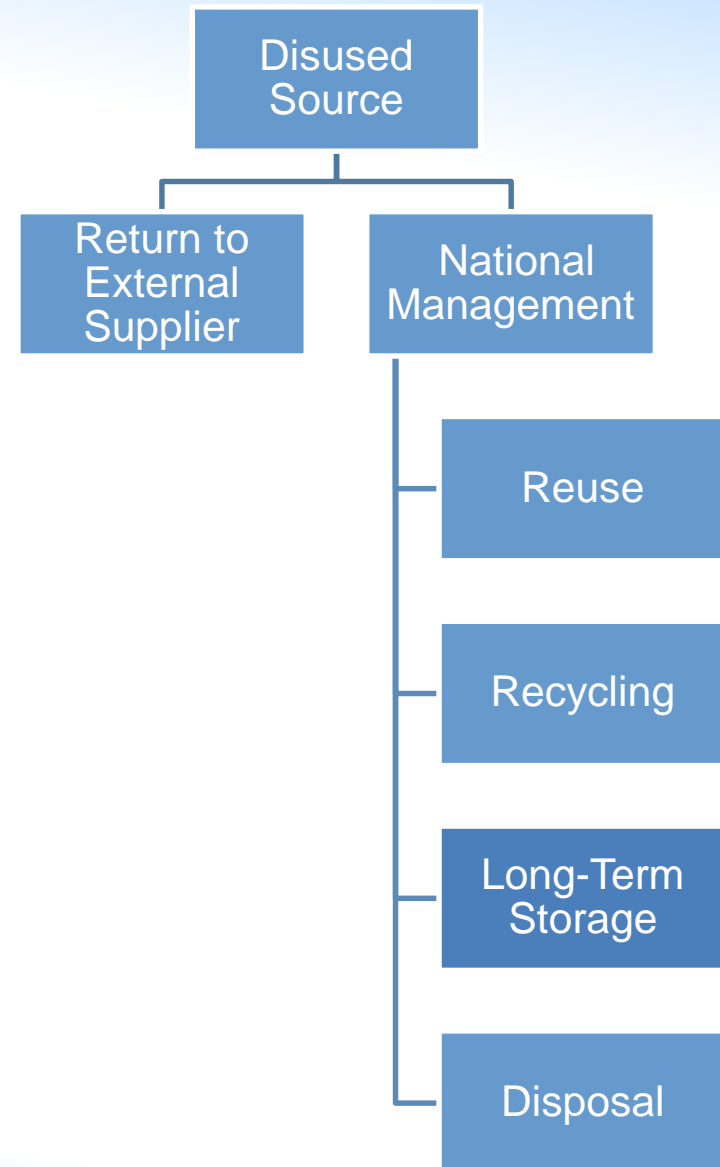 Disused
Source
Return to
External
Supplier
National
Management
Reuse
Recycling
Long-Term
Storage
Disposal